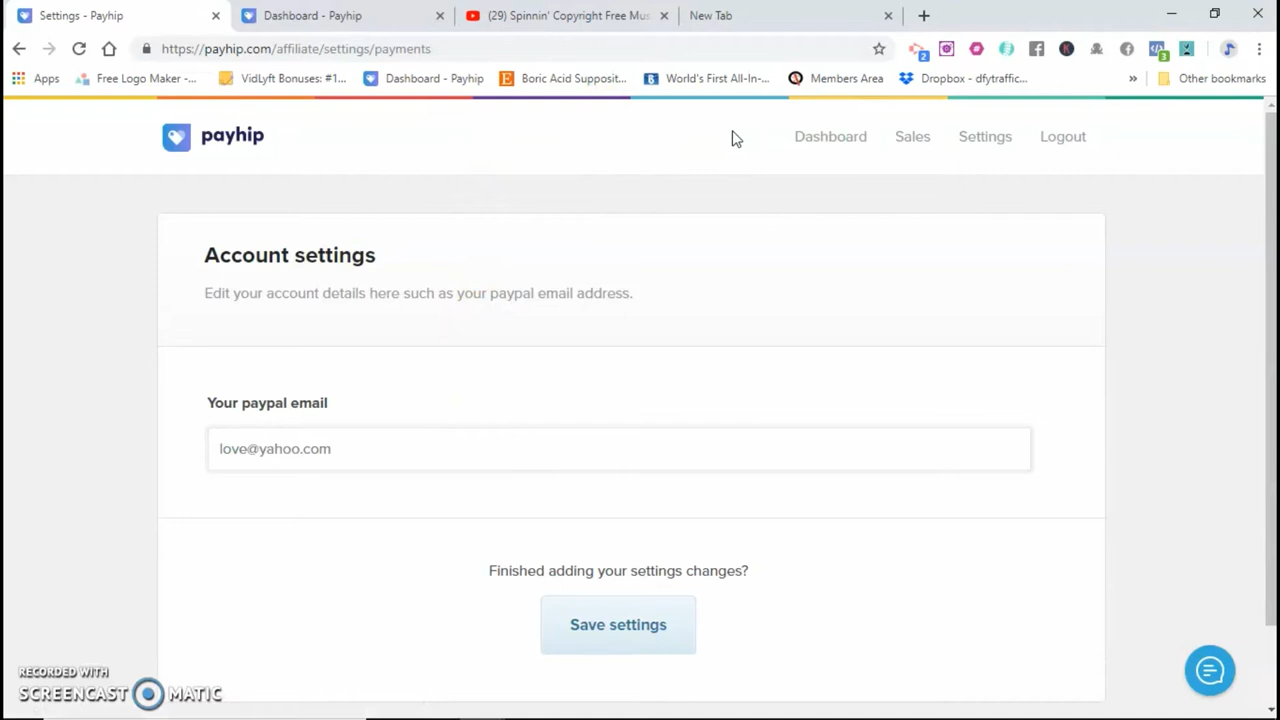 Settings - Payhip
Dashboard - Payhip
(29) Spinnin' Copyright Free Mus
New Tab
https://payhip.com/affiliate/settings/payments
2
3
Apps
Free Logo Maker -...
VidLyft Bonuses: #1...
Dashboard - Payhip
Boric Acid Supposit...
World's First All-In-...
Members Area
Dropbox - dfytraffic...
»
Other bookmarks
payhip
Dashboard
Sales
Settings
Logout
Account settings
Edit your account details here such as your paypal email address.
Your paypal email
love@yahoo.com
Finished adding your settings changes?
Save settings
RECORDED WITH
SCREENCAST MATIC